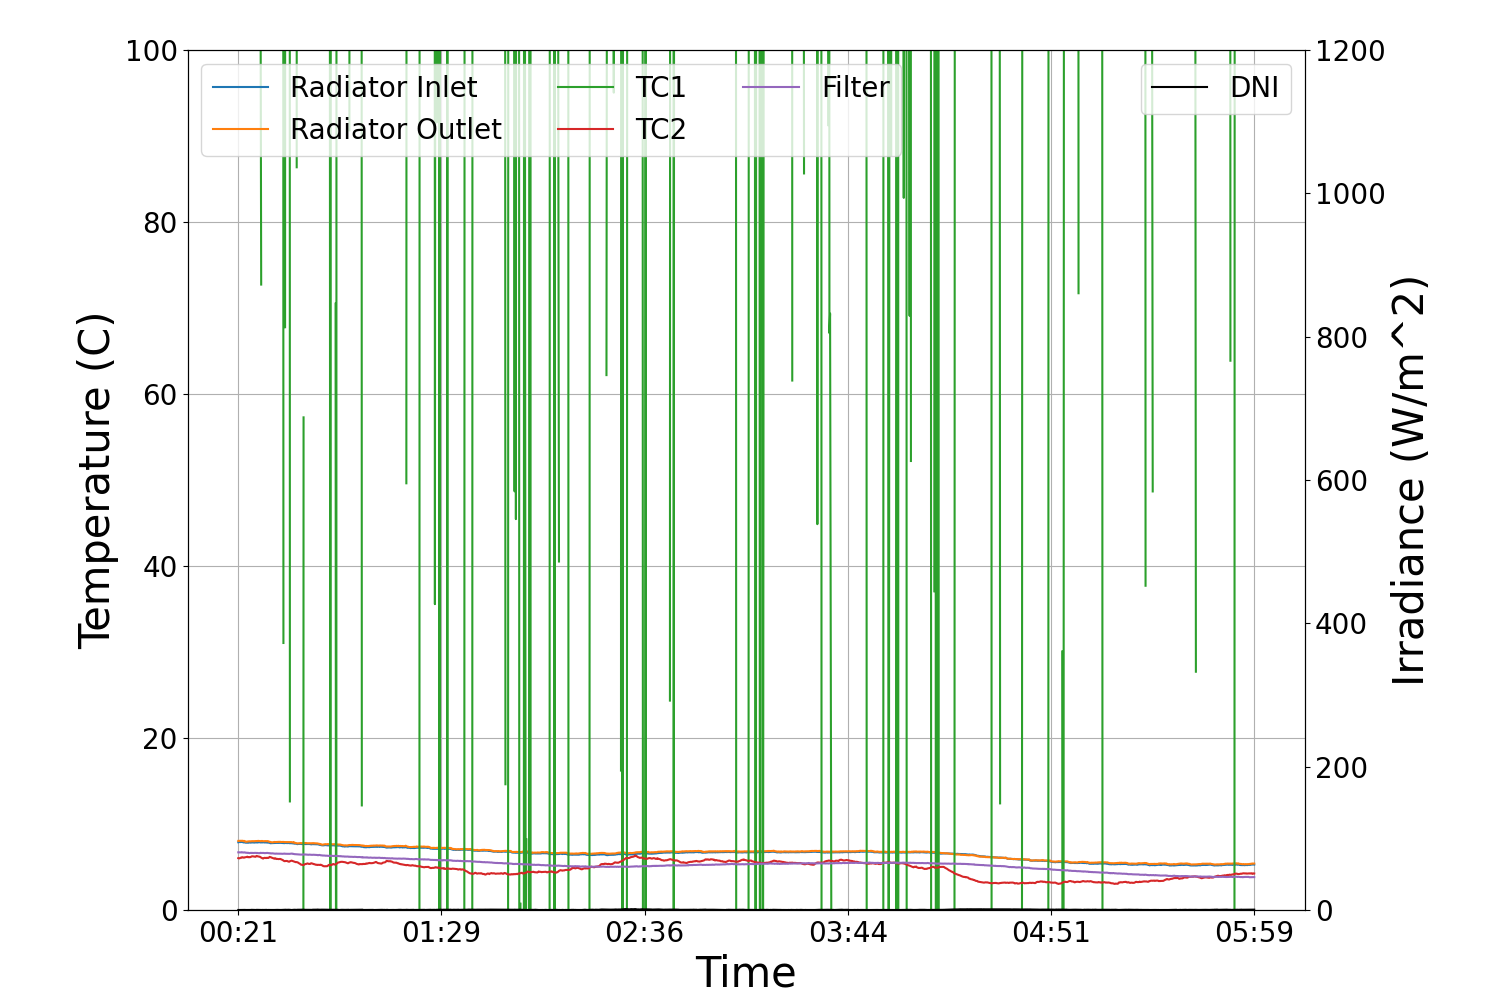 Radiator Inlet
Radiator Outlet
TC1
TC2
Filter
DNI
100
80
60
40
20
0
Temperature (C)
1200
1000
800
600
400
200
0
Irradiance (W/m^2)
00:21 01:29 02:36 03:44 04:51 05:59
Time